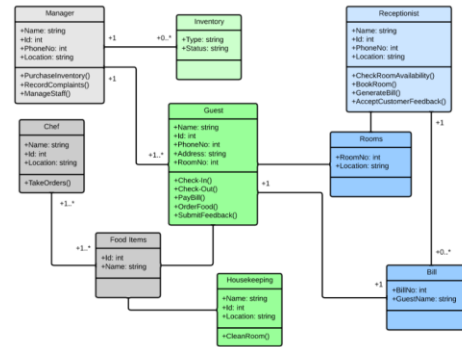 Manager
+Name: string
+Id: int
+PhoneNo: int
+Location: string
+PurchaseInventory()
+RecordComplaints()
+ManageStaff()
+1
+0..*
Inventory
+Type: string
+Status: string
Receptionist
+Name: string
+Id: int
+PhoneNo: int
+Location: string
+CheckRoomAvailability()
+BookRoom()
+GenerateBill()
+AcceptCustomerFeedback()
+1
+1
+1..*
Guest
+Name: string
+Id: int
+PhoneNo: int
+Address: string
+RoomNo: int
+Check-In()
+Check-Out()
+PayBill()
+OrderFood()
+SubmitFeedback()
+1
Chef
+Name: string
+Id: int
+Location: string
+TakeOrders()
+1..*
+1..*
Rooms
+RoomNo: int
+Location: string
Food Items
+Id: int
+Name: string
+0..*
+1
Bill
+BillNo: int
+GuestName: string
Housekeeping
+Name: string
+Id: int
+Location: string
+CleanRoom()